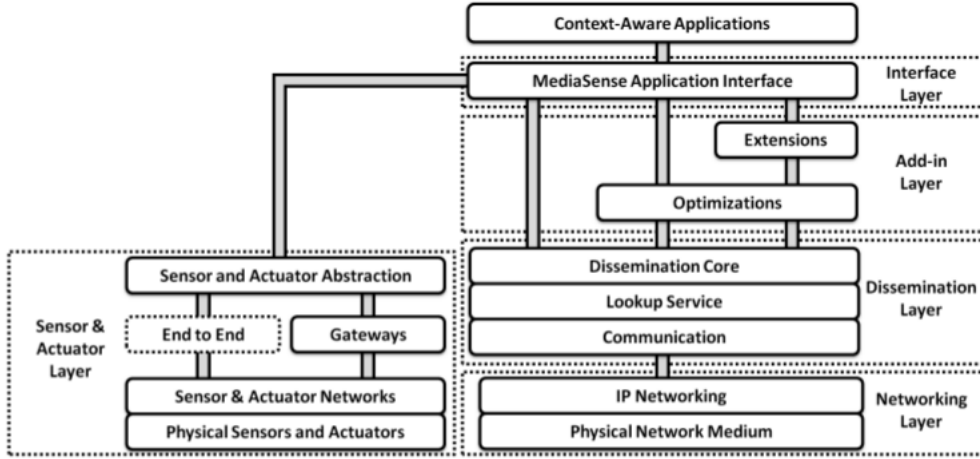 Context-Aware Applications
MediaSense Application Interface
Interface
Layer
Extensions
Add-in
Layer
Optimizations
Sensor and Actuator Abstraction
Dissemination Core
Lookup Service
Dissemination
Layer
Sensor &
Actuator
Layer
End to End
Gateways
Communication
Sensor & Actuator Networks
Physical Sensors and Actuators
IP Networking
Physical Network Medium
Networking
Layer